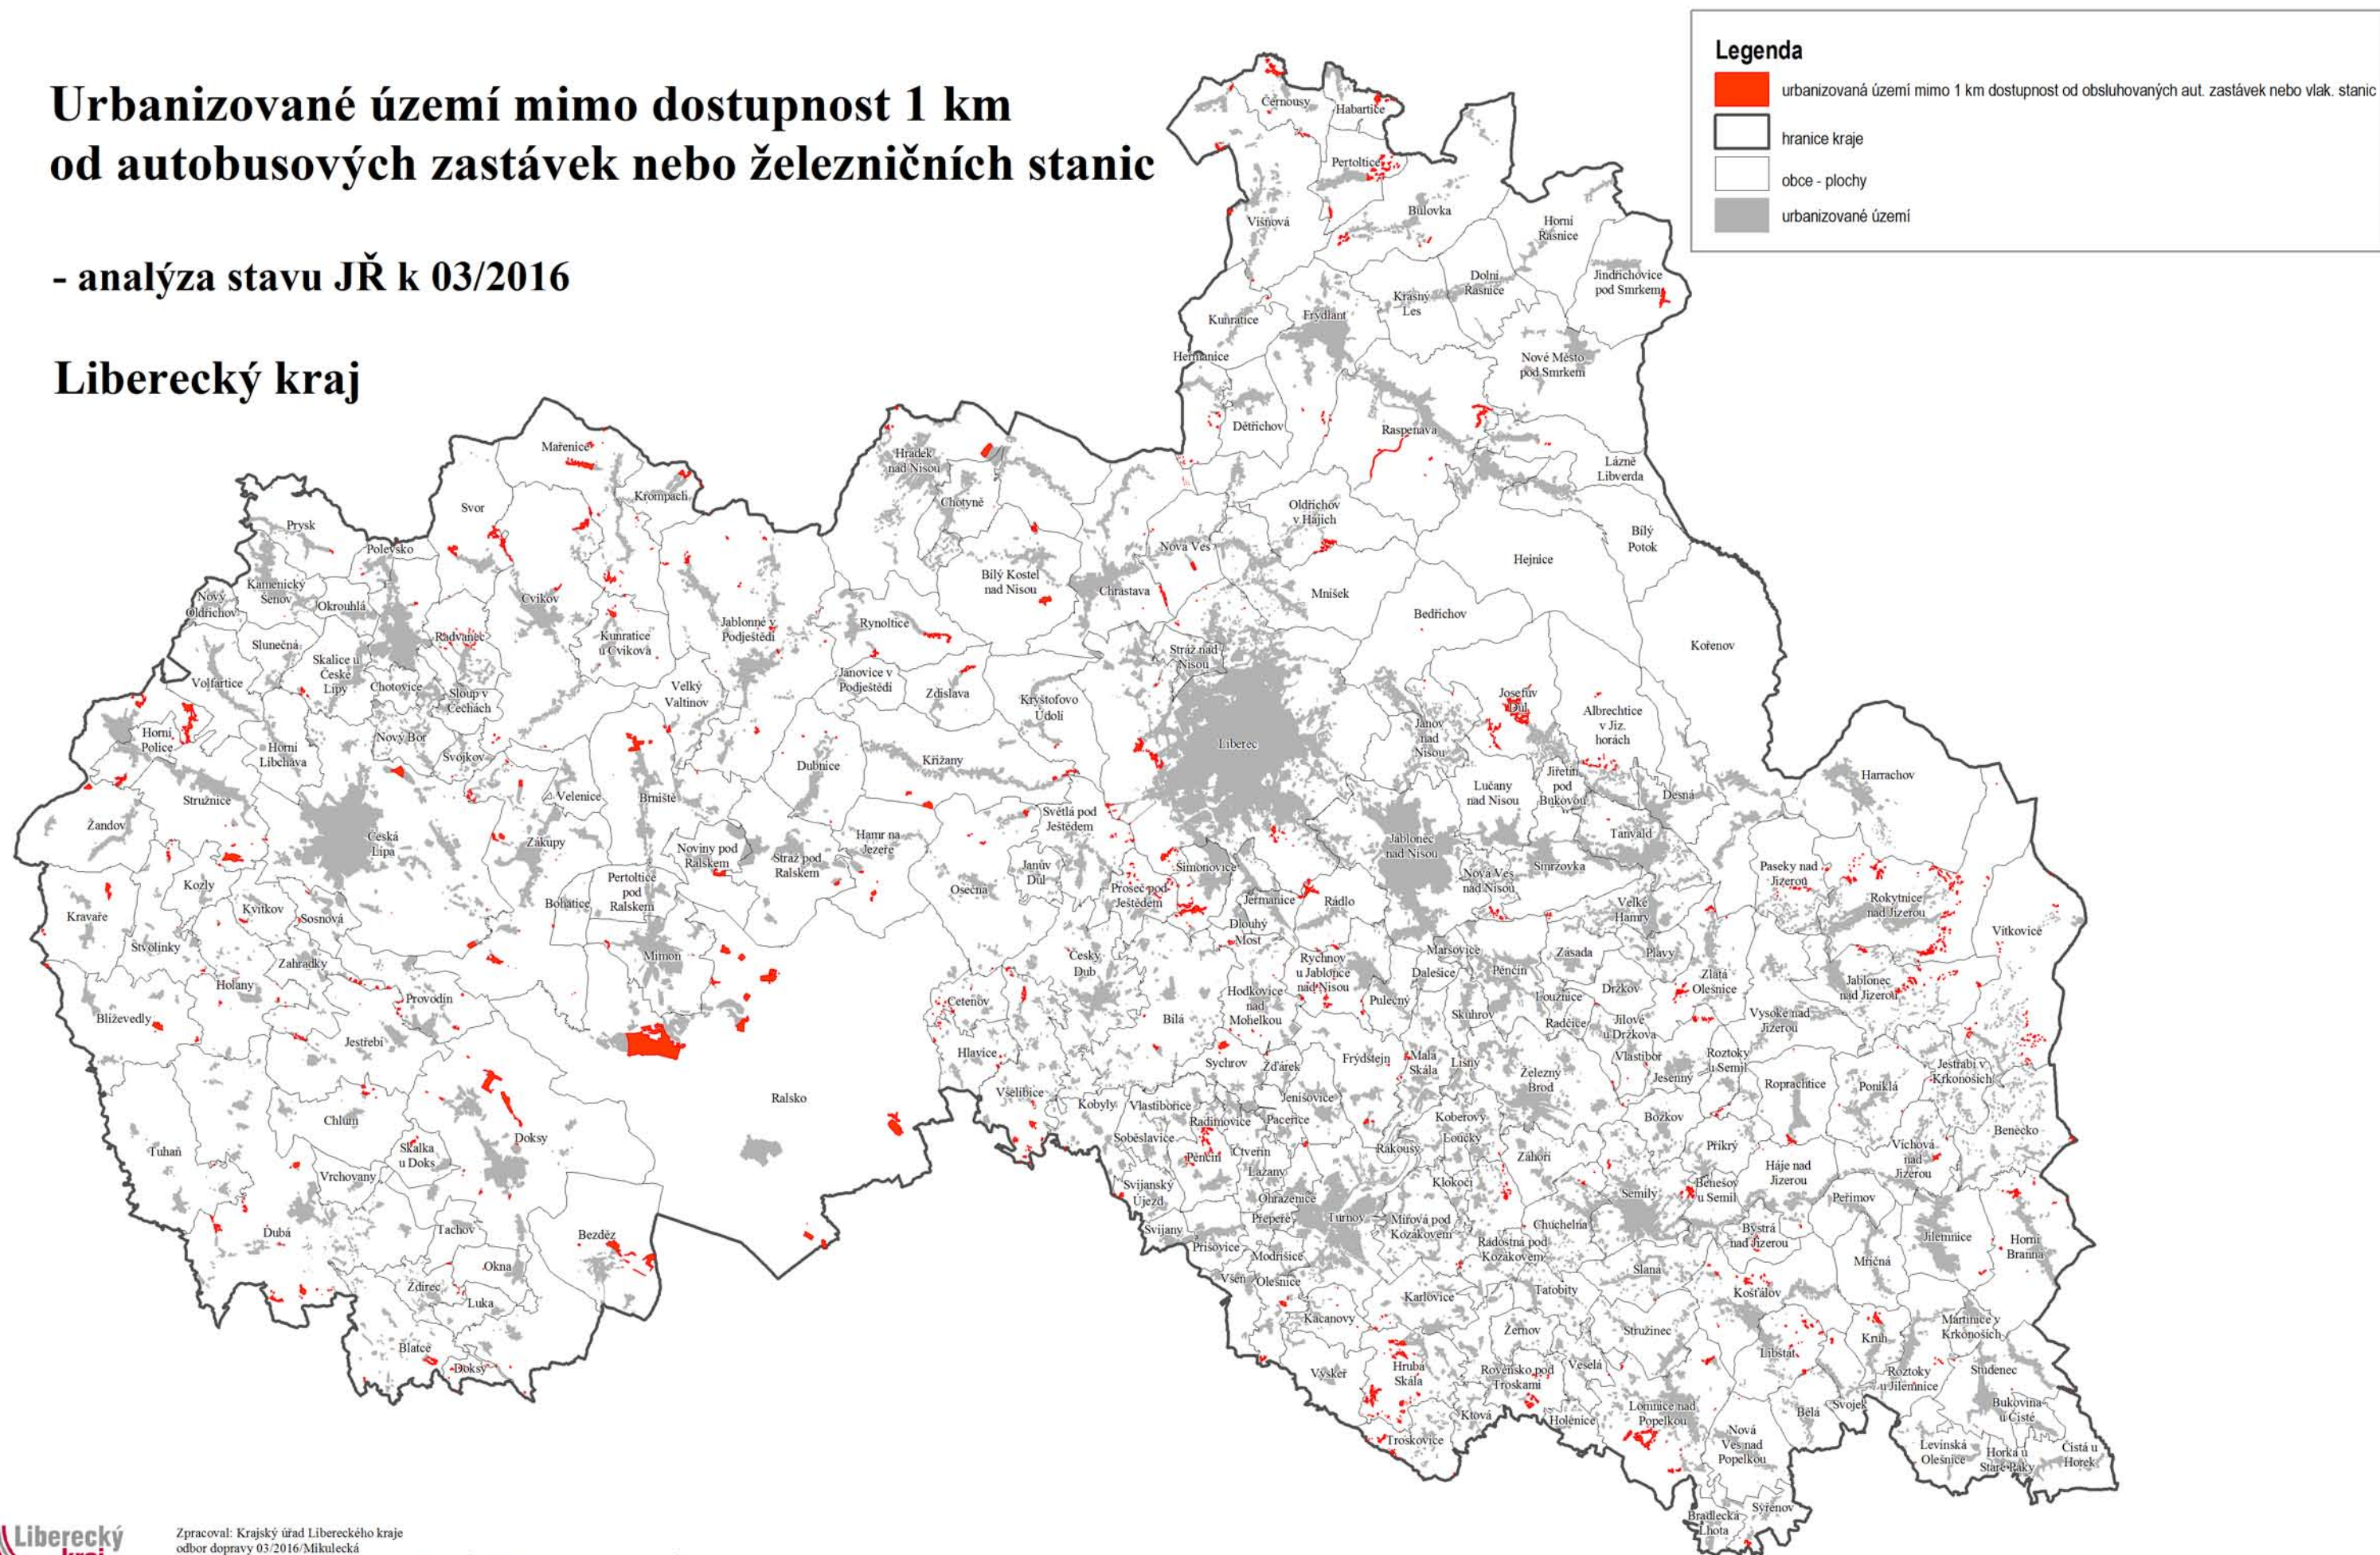 Urbanizované území mimo dostupnost 1 km
od autobusových zastávek nebo železničních stanic
- analýza stavu JŘ k 03/2016
Liberecký kraj
Legenda
urbanizovaná území mimo 1 km dostupnost od obsluhovaných aut. zastávek nebo vlak. stanic
hranice kraje
obce - plochy
urbanizované území
Černousy
Habartice
Pertoltice
Višňová
Bulovka
Horní
Řasnice
Dolní
Řasnice
Jindřichovice
pod Smrkem
Krásný
Les
Kunratice
Frýdlant
Heřmanice
Nové Město
pod Smrkem
Dětřichov
Raspenava
Lázně
Libverda
Mařenice
Krompach
Svor
Hrádek
nad Nisou
Chotyně
Oldřichov
v Hájích
Bílý
Potok
Prysk
Polevsko
Nová Ves
Hejnice
Kamenický
Šenov
Nový
Oldřichov
Okrouhlá
Cvikov
Bílý Kostel
nad Nisou
Chrastava
Mníšek
Bedřichov
Slunečná
Radvanec
Kunratice
u Cvikova
Jablonné v
Podještědí
Rynoltice
Stráž nad
Nisou
Kořenov
Skalice u
České
Lípy
Volfartice
Chotovice
Sloup v
Čechách
Velký
Valtinov
Janovice v
Podještědí
Zdislava
Kryštofovo
Údolí
Josefův
Důl
Albrechtice
v Jiz.
horách
Janov
nad
Nisou
Horní
Police
Horní
Libchava
Nový Bor
Svojkov
Dubnice
Křižany
Liberec
Lučany
nad Nisou
Jiřetín
pod
Bukovou
Desná
Harrachov
Stružnice
Velenice
Brniště
Žandov
Česká
Lípa
Zákupy
Noviny pod
Ralskem
Stráž pod
Ralskem
Hamr na
Jezeře
Světlá pod
Ještědem
Jablonec
nad Nisou
Tanvald
Smržovka
Nová Ves
nad Nisou
Paseky nad
Jizerou
Rokytnice
nad Jizerou
Kozly
Kvítkov
Sosnová
Kravaře
Stvolínky
Bohatice
Pertoltice
pod
Ralskem
Osečná
Janův
Důl
Proseč pod
Ještědem
Šimonovice
Jeřmanice
Rádlo
Dlouhý
Most
Velké
Hamry
Vítkovice
Zahrádky
Holany
Provodín
Mimoň
Český
Dub
Rychnov
u Jablonce
nad Nisou
Maršovice
Dalešice
Pěnčín
Zásada
Plavy
Zlatá
Olešnice
Jablonec
nad Jizerou
Blíževedly
Jestřebí
Cetenov
Hlavice
Bílá
Hodkovice
nad
Mohelkou
Pulečný
Skuhrov
Loužnice
Držkov
Radčice
Jílové
u Držkova
Vysoké nad
Jizerou
Sychrov
Žďárek
Frýdštejn
Malá
Skála
Líšný
Železný
Brod
Vlastiboř
Jesenný
Roztoky
u Semil
Roprachtice
Poniklá
Jestřabí v
Krkonoších
Chlum
Doksy
Ralsko
Všelibice
Kobyly
Vlastibořice
Radimovice
Paceřice
Jenišovice
Koberovy
Loučky
Bozkov
Benecko
Tuhaň
Skalka
u Doks
Vrchovany
Soběslavice
Pěnčín
Čtveřín
Lažany
Rakousy
Záhoří
Příkrý
Háje nad
Jizerou
Víchová
nad
Jizerou
Svijanský
Újezd
Ohrazenice
Klokočí
Semily
Benešov
u Semil
Peřimov
Dubá
Tachov
Bezděz
Svijany
Příšovice
Přepeře
Modřišice
Turnov
Mírová pod
Kozákovem
Radostná pod
Kozákovem
Chuchelna
Bystrá
nad Jizerou
Jilemnice
Horní
Branná
Okna
Ždírec
Luka
Všeň
Olešnice
Karlovice
Tatobity
Slaná
Košťálov
Mříčná
Kacanovy
Žernov
Stružinec
Libštát
Kruh
Martinice v
Krkonoších
Blatce
Doksy
Vyskeř
Hrubá
Skála
Rovensko pod
Troskami
Veselá
Roztoky
u Jilemnice
Studenec
Ktová
Holenice
Lomnice nad
Popelkou
Bělá
Svojek
Bukovina
u Čisté
Troskovice
Nová
Ves nad
Popelkou
Levínská
Olešnice
Horka u
Staré Paky
Čistá u
Horek
Bradlecká
Lhota
Syřenov
Liberecký
kraj
Zpracoval: Krajský úřad Libereckého kraje
odbor dopravy 03/2016/Mikulecká